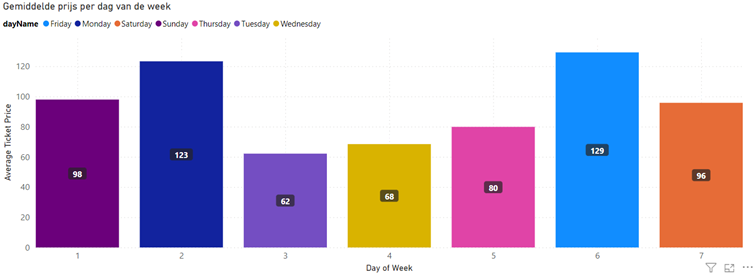 Gemiddelde prijs per dag van de week
dayName Friday Monday Saturday Sunday Thursday Tuesday Wednesday
Average Ticket Price
120
100
80
60
40
20
0
98
123
62
68
80
129
96
1 2 3 4 5 6 7
Day of Week